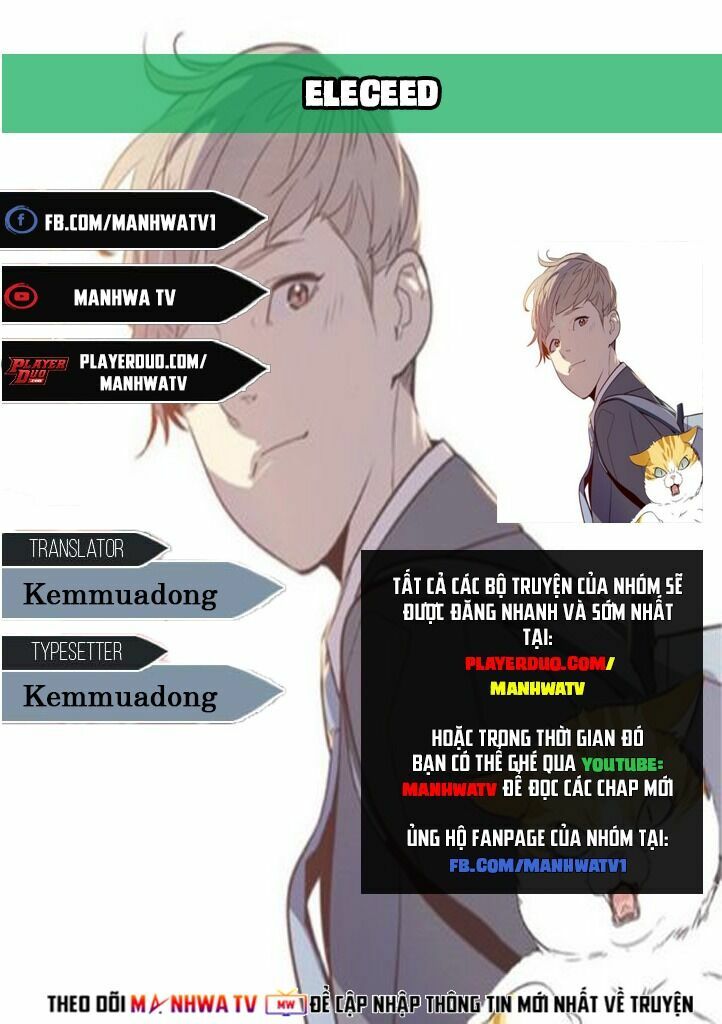 ELECEED
FB.COM/MANHWATV1
MANHWA TV
PLAYER
DUO
.COM
PLAYERDUO.COM/
MANHWATV
TRANSLATOR
Kemmuadong
TYPESETTER
Kemmuadong
TẤT CẢ CÁC BỘ TRUYỆN CỦA NHÓM SẼ
ĐƯỢC ĐĂNG NHANH VÀ SỚM NHẤT
TẠI:
PLAYERDUO.COM/
MANHWATV
HOẶC TRONG THỜI GIAN ĐÓ
BẠN CÓ THỂ GHÉ QUA YOUTUBE:
MANHWATV ĐỂ ĐỌC CÁC CHAP MỚI
ỦNG HỘ FANPAGE CỦA NHÓM TẠI:
FB.COM/MANHWATV1
THEO DÕI MANHWA TV MW ĐỂ CẬP NHẬP THÔNG TIN MỚI NHẤT VỀ TRUYỆN